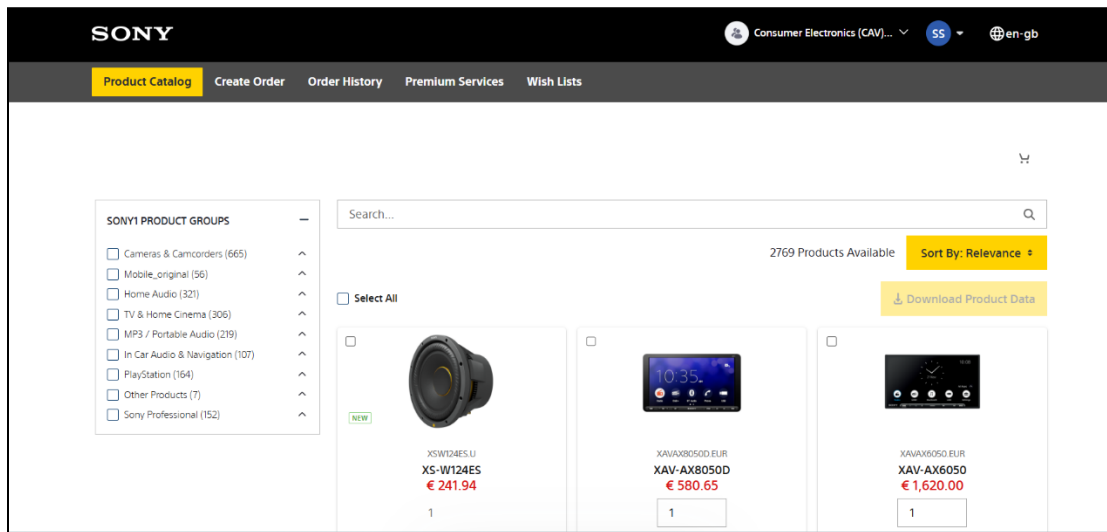 SONY
Consumer Electronics (CAV)...
SS
en-gb
Product Catalog
Create Order
Order History
Premium Services
Wish Lists
SONY1 PRODUCT GROUPS
Cameras & Camcorders (665)
Mobile_original (56)
Home Audio (321)
TV & Home Cinema (306)
MP3 / Portable Audio (219)
In Car Audio & Navigation (107)
PlayStation (164)
Other Products (7)
Sony Professional (152)
Search...
2769 Products Available
Sort By: Relevance
Select All
Download Product Data
NEW
XSW124ES.U
XS-W124ES
€ 241.94
1
10:35
XAVAX8050D.EUR
XAV-AX8050D
€ 580.65
1
XAVAX6050.EUR
XAV-AX6050
€ 1,620.00
1